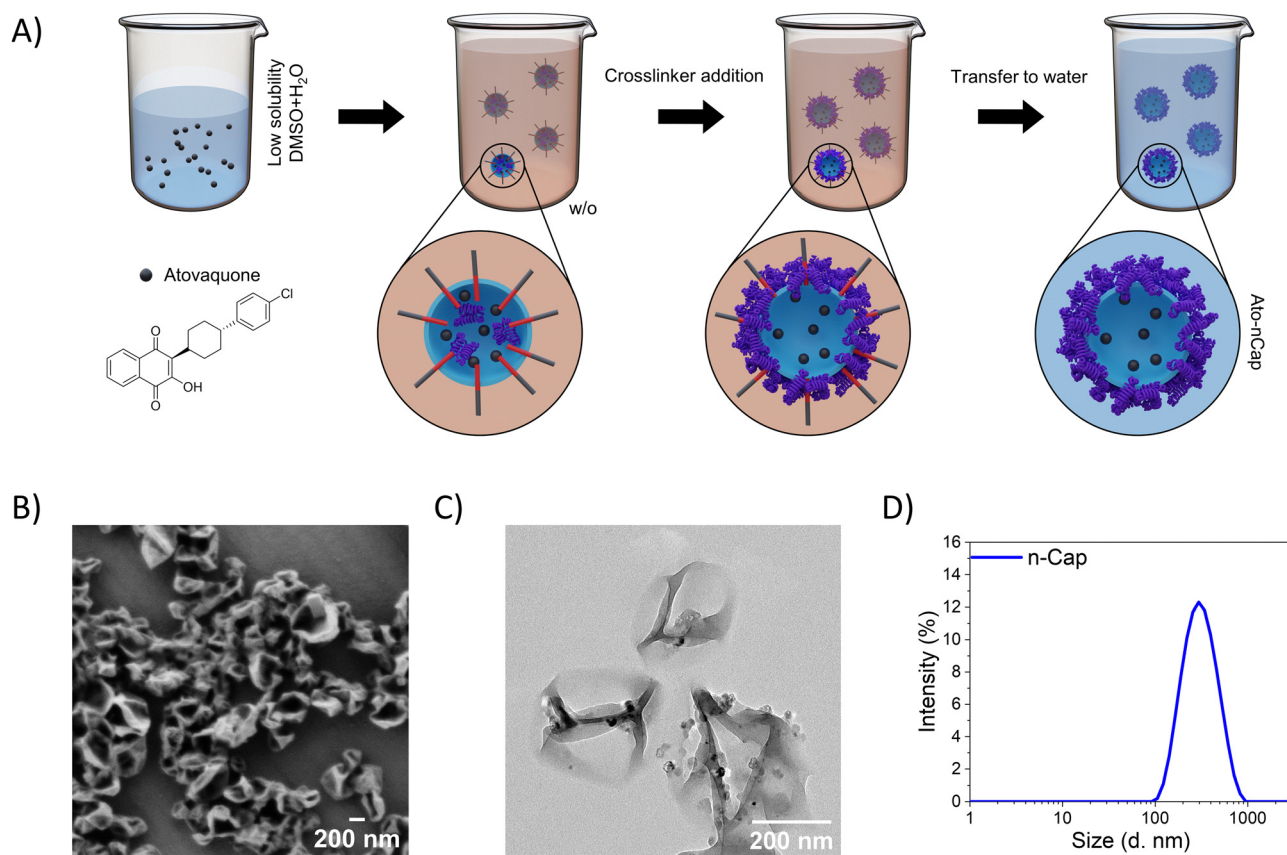 A)
Low solubility
DMSO+H₂O
w/o
Crosslinker addition
Transfer to water
Ato-nCap
Atovaquone
Cl
O
OH
O
B)
200 nm
C)
200 nm
D)
n-Cap
Intensity (%)
16
14
12
10
8
6
4
2
0
1
10
100
1000
Size (d. nm)